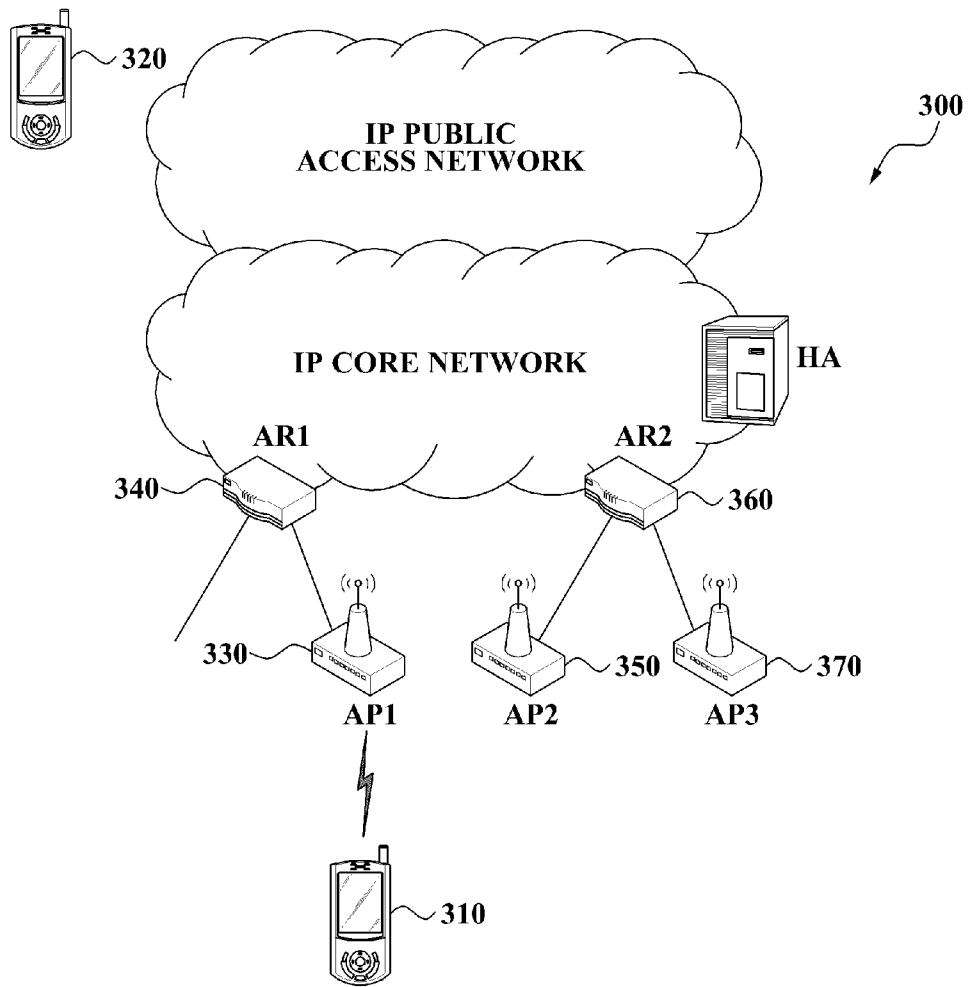 320
300
IP PUBLIC
ACCESS NETWORK
IP CORE NETWORK
HA
AR1
AR2
340
360
330
350
370
AP1
AP2
AP3
310